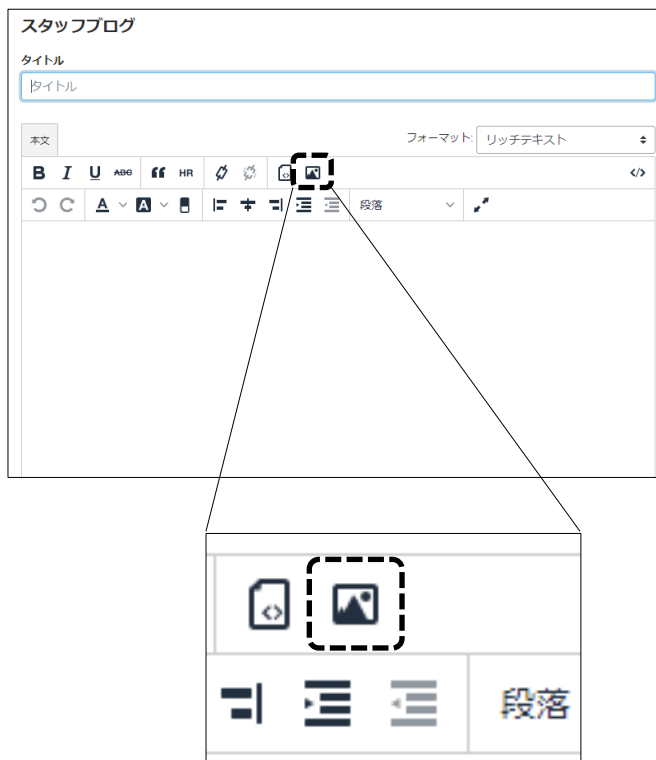 スタッフブログ
タイトル
タイトル
本文 フォーマット: リッチテキスト
B I U ABC “ HR </>
A A 段落
段落